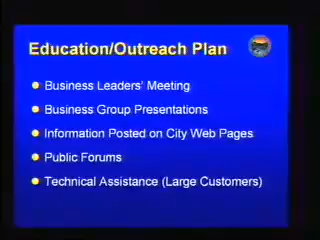 Education/Outreach Plan
Business Leaders' Meeting
Business Group Presentations
Information Posted on City Web Pages
Public Forums
Technical Assistance (Large Customers)